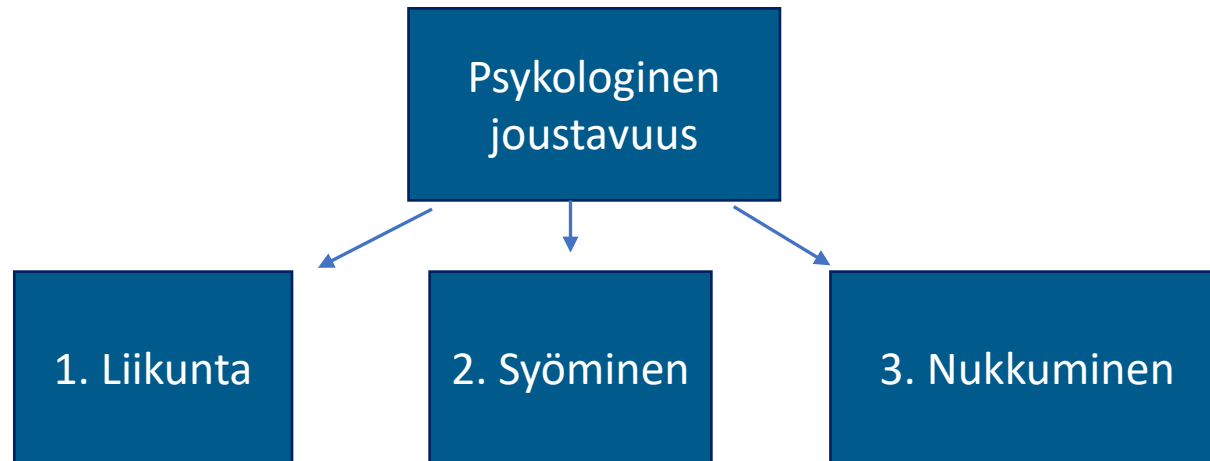 Psykologinen
joustavuus
1. Liikunta
2. Syöminen
3. Nukkuminen